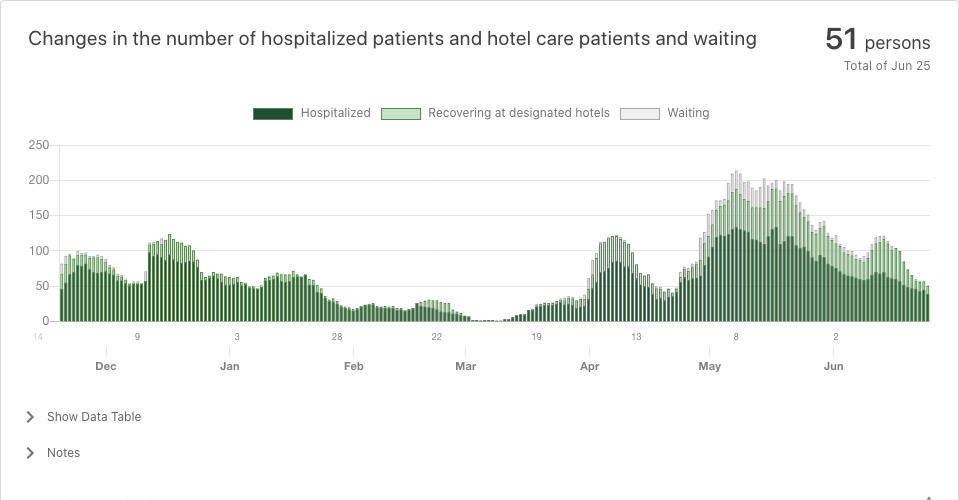 Changes in the number of hospitalized patients and hotel care patients and waiting
51 persons
Total of Jun 25
Hospitalized
Recovering at designated hotels
Waiting
250
200
150
100
50
0
14 9 3 28 22 19 13 8 2
Dec Jan Feb Mar Apr May Jun
Show Data Table
Notes